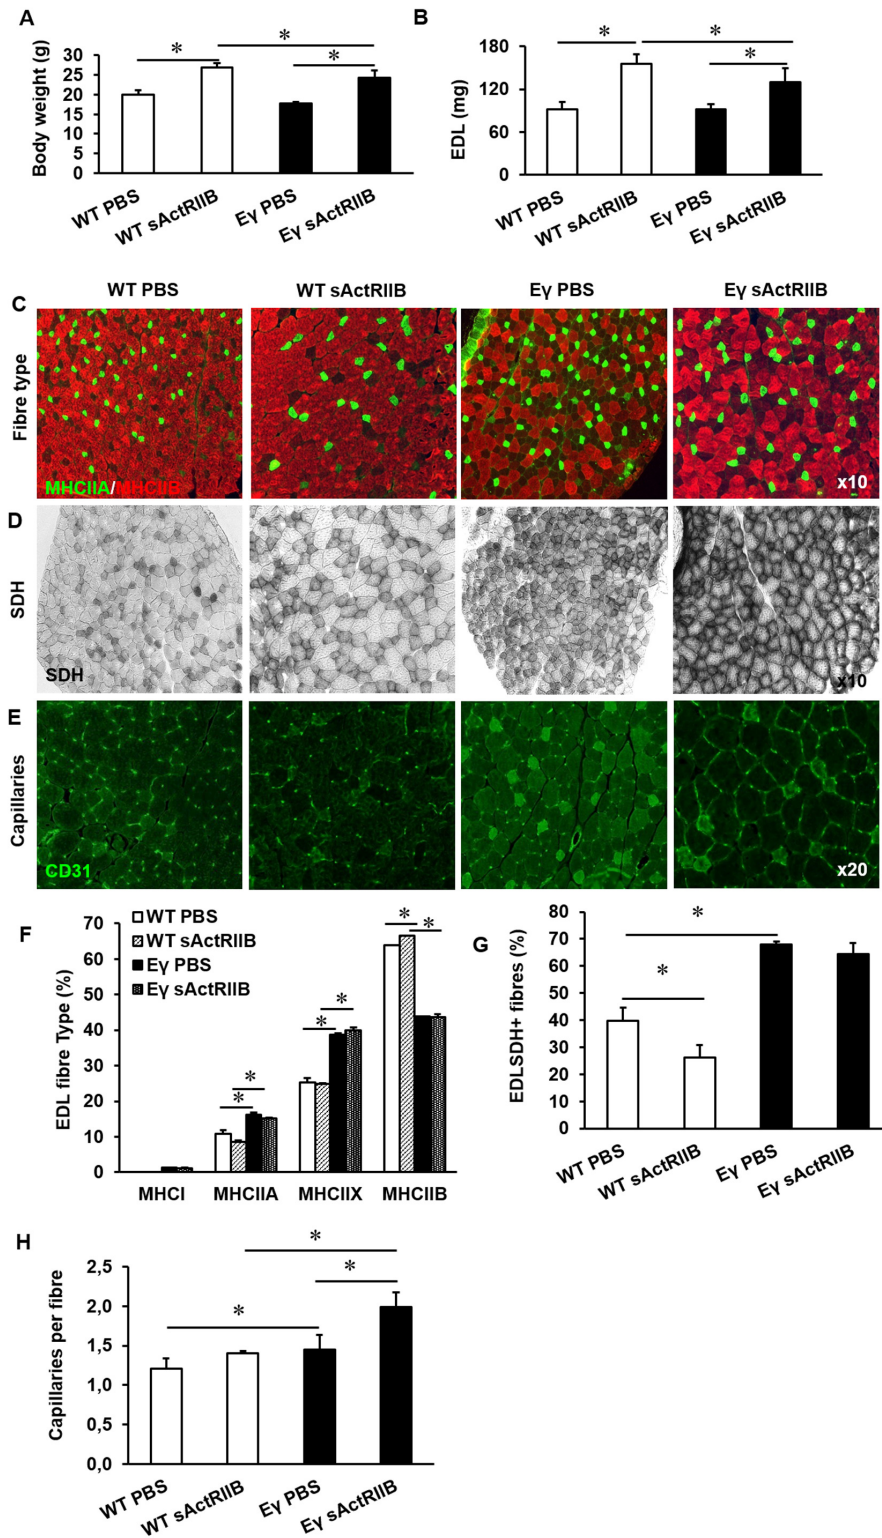 A
Body weight (g)
30
25
20
15
10
5
0
*
*
*
WT PBS
WT sActRIIB
Eγ PBS
Eγ sActRIIB
B
EDL (mg)
180
120
60
0
*
*
*
WT PBS
WT sActRIIB
Eγ PBS
Eγ sActRIIB
WT PBS WT sActRIIB Eγ PBS Eγ sActRIIB
C
Fibre type
MHCIIA/MHCIIB
x10
D
SDH
SDH
x10
E
Capillaries
CD31
x20
F
EDL fibre Type (%)
70
60
50
40
30
20
10
0
WT PBS
WT sActRIIB
Eγ PBS
Eγ sActRIIB
*
*
*
*
*
*
MHCI MHCIIA MHCIIX MHCIIB
G
EDLSDH+ fibres (%)
80
70
60
50
40
30
20
10
0
*
*
WT PBS
WT sActRIIB
Eγ PBS
Eγ sActRIIB
H
Capillaries per fibre
2,5
2,0
1,5
1,0
0,5
0,0
*
*
*
WT PBS
WT sActRIIB
Eγ PBS
Eγ sActRIIB